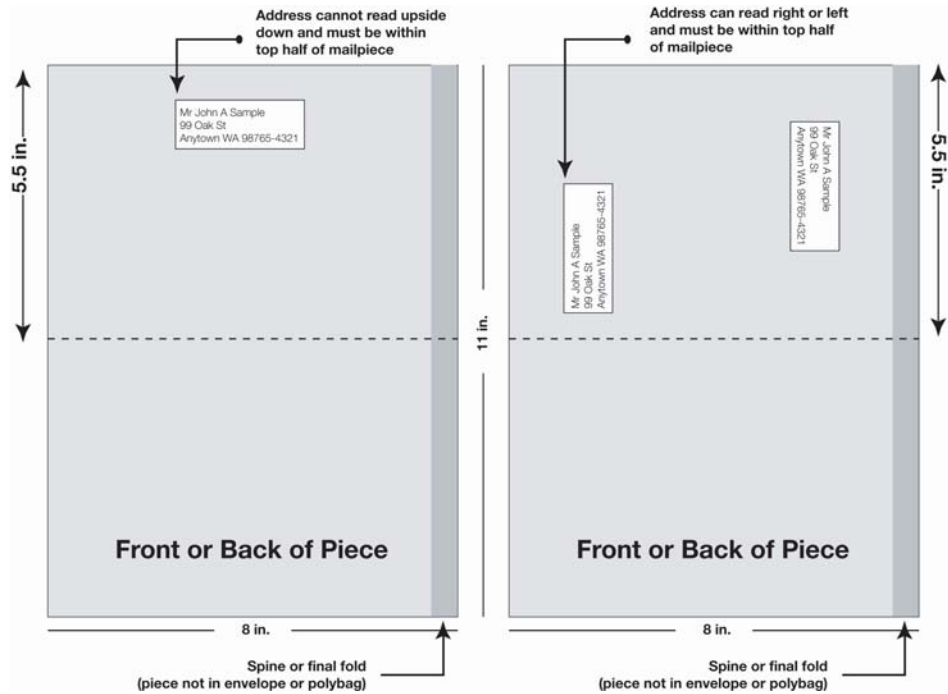 Address cannot read upside
down and must be within
top half of mailpiece
Mr John A Sample
99 Oak St
Anytown WA 98765-4321
5.5 in.
Front or Back of Piece
8 in.
Spine or final fold
(piece not in envelope or polybag)
11 in.
Address can read right or left
and must be within top half
of mailpiece
Mr John A Sample
99 Oak St
Anytown WA 98765-4321
Mr John A Sample
99 Oak St
Anytown WA 98765-4321
5.5 in.
Front or Back of Piece
8 in.
Spine or final fold
(piece not in envelope or polybag)